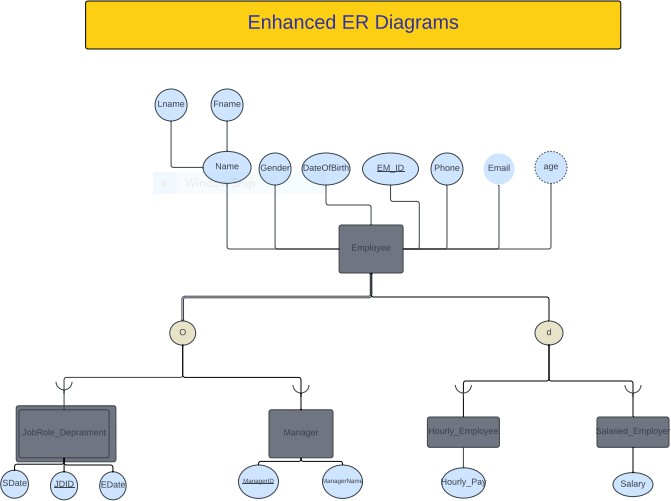 Enhanced ER Diagrams
Lname
Fname
Name
Gender
DateOfBirth
EM_ID
Phone
Email
age
Employee
O
d
JobRole_Depratment
Manager
Hourly_Employee
Salaried_Employer
SDate
JDID
EDate
ManagerID
ManagerName
Hourly_Pay
Salary